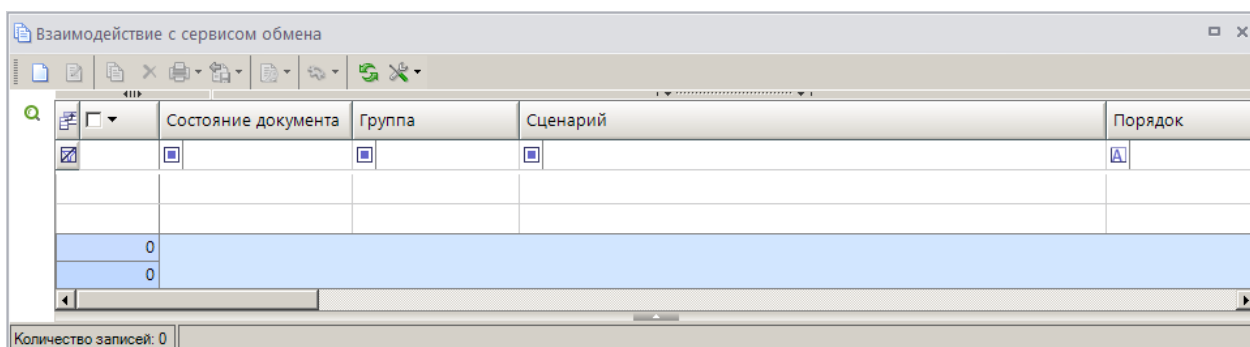 Взаимодействие с сервисом обмена
Состояние документа Группа Сценарий Порядок
A
0
0
Количество записей: 0